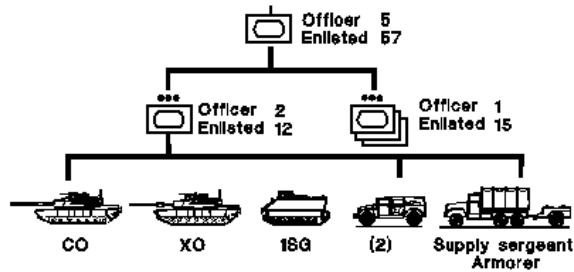 Officer 5
Enlisted 57
Officer 2
Enlisted 12
Officer 1
Enlisted 15
CO XO 1SG (2) Supply sergeant
Armorer